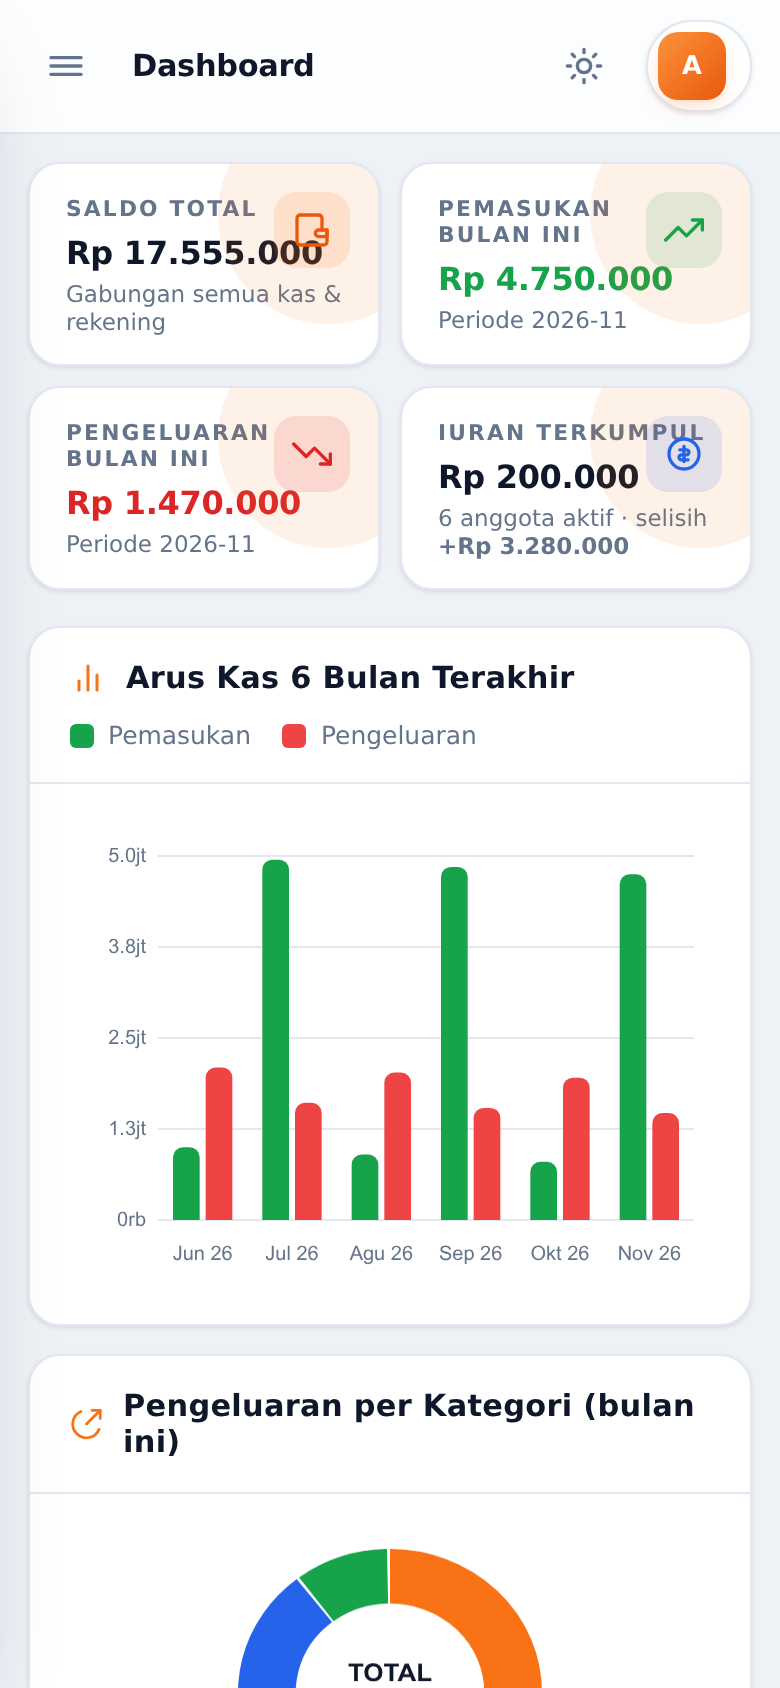 Dashboard
A
SALDO TOTAL
Rp 17.555.000
Gabungan semua kas &
rekening
PEMASUKAN
BULAN INI
Rp 4.750.000
Periode 2026-11
PENGELUARAN
BULAN INI
Rp 1.470.000
Periode 2026-11
IURAN TERKUMPUL
Rp 200.000
6 anggota aktif · selisih
+Rp 3.280.000
Arus Kas 6 Bulan Terakhir
Pemasukan
Pengeluaran
5.0jt
3.8jt
2.5jt
1.3jt
0rb
Jun 26
Jul 26
Agu 26
Sep 26
Okt 26
Nov 26
Pengeluaran per Kategori (bulan
ini)
TOTAL